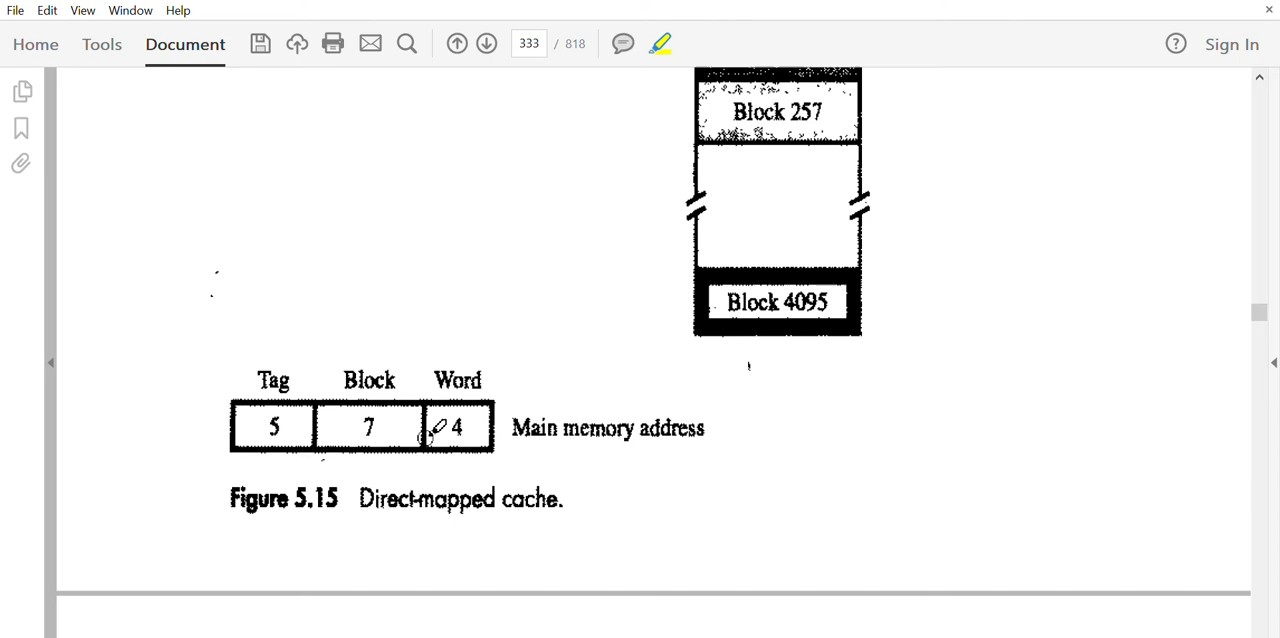 File Edit View Window Help
Home Tools Document 333 / 818 Sign In
Block 257
Block 4095
Tag Block Word
5 7 4 Main memory address
Figure 5.15 Direct-mapped cache.